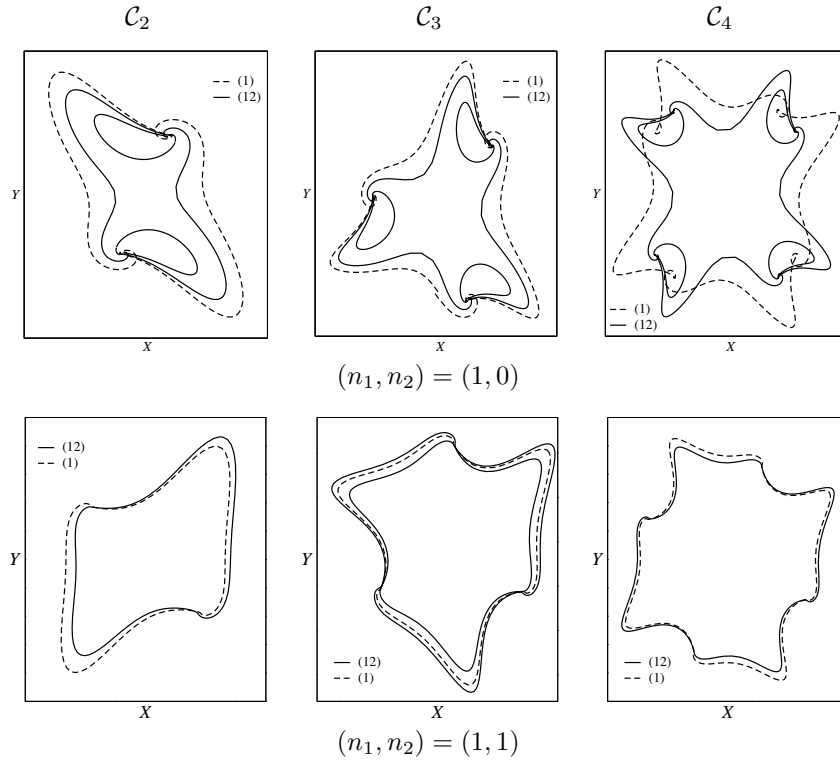 𝒞₂ 𝒞₃ 𝒞₄
(1) (1)
(12) (12)
Y
(1)
(12)
X X X
(n₁, n₂) = (1, 0)
(12)
(1)
Y Y Y
(12) (12)
(1) (1)
X X X
(n₁, n₂) = (1, 1)